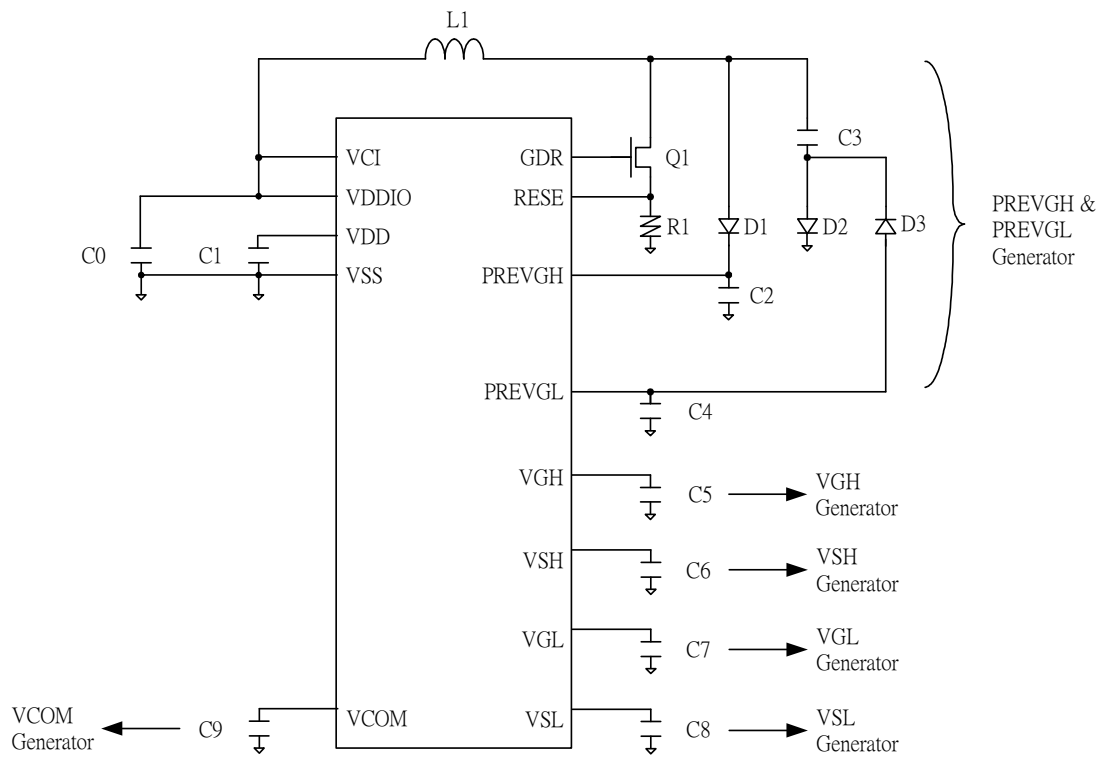 L1
VCI
GDR
Q1
C3
VDDIO
RESE
PREVGH &
PREVGL
Generator
C0
C1
VDD
R1
D1
D2
D3
VSS
PREVGH
C2
PREVGL
C4
VGH
C5
VGH
Generator
VSH
C6
VSH
Generator
VGL
C7
VGL
Generator
VCOM
Generator
C9
VCOM
VSL
C8
VSL
Generator